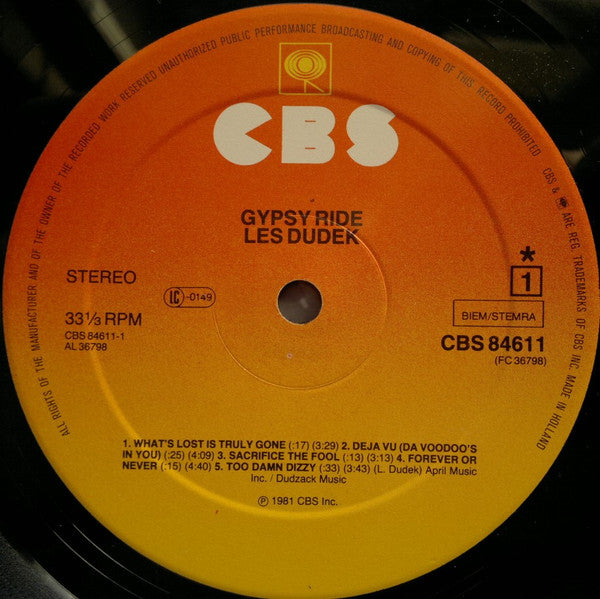 ALL RIGHTS OF THE MANUFACTURER AND OF THE OWNER OF THE RECORDED WORK RESERVED UNAUTHORIZED PUBLIC PERFORMANCE BROADCASTING AND COPYING OF THIS RECORD PROHIBITED
CBS & ARE REG. TRADEMARKS OF CBS INC. MADE IN HOLLAND
CBS
GYPSY RIDE
LES DUDEK
STEREO
LC-0149
33⅓ RPM
CBS 84611-1
AL 36798
*
1
BIEM/STEMRA
CBS 84611
(FC 36798)
1. WHAT'S LOST IS TRULY GONE (:17) (3:29) 2. DEJA VU (DA VOODOO'S
IN YOU) (:25) (4:09) 3. SACRIFICE THE FOOL (:13) (3:13) 4. FOREVER OR
NEVER (:15) (4:40) 5. TOO DAMN DIZZY (:33) (3:43) (L. Dudek) April Music
Inc. / Dudzack Music
℗ 1981 CBS Inc.